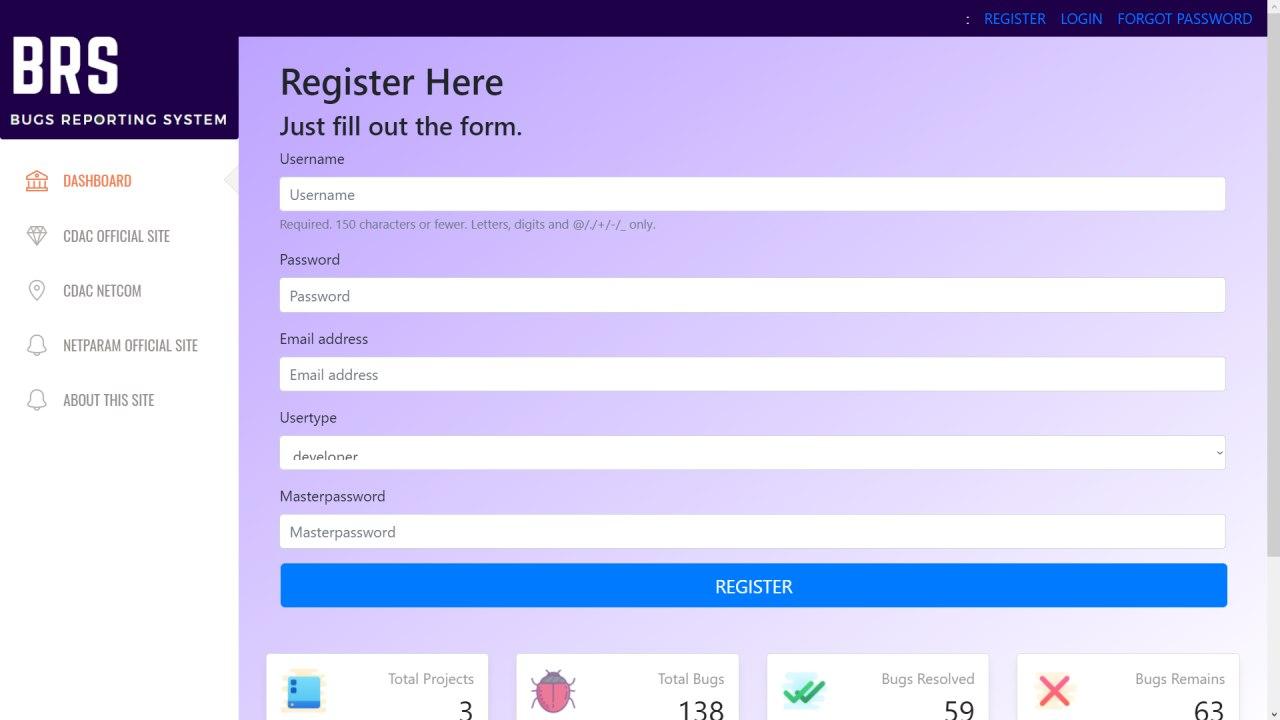 : REGISTER LOGIN FORGOT PASSWORD
BRS
BUGS REPORTING SYSTEM
DASHBOARD
CDAC OFFICIAL SITE
CDAC NETCOM
NETPARAM OFFICIAL SITE
ABOUT THIS SITE
Register Here
Just fill out the form.
Username
Username
Required. 150 characters or fewer. Letters, digits and @/./+/-/_ only.
Password
Password
Email address
Email address
Usertype
developer
Masterpassword
Masterpassword
REGISTER
Total Projects
3
Total Bugs
138
Bugs Resolved
59
Bugs Remains
63